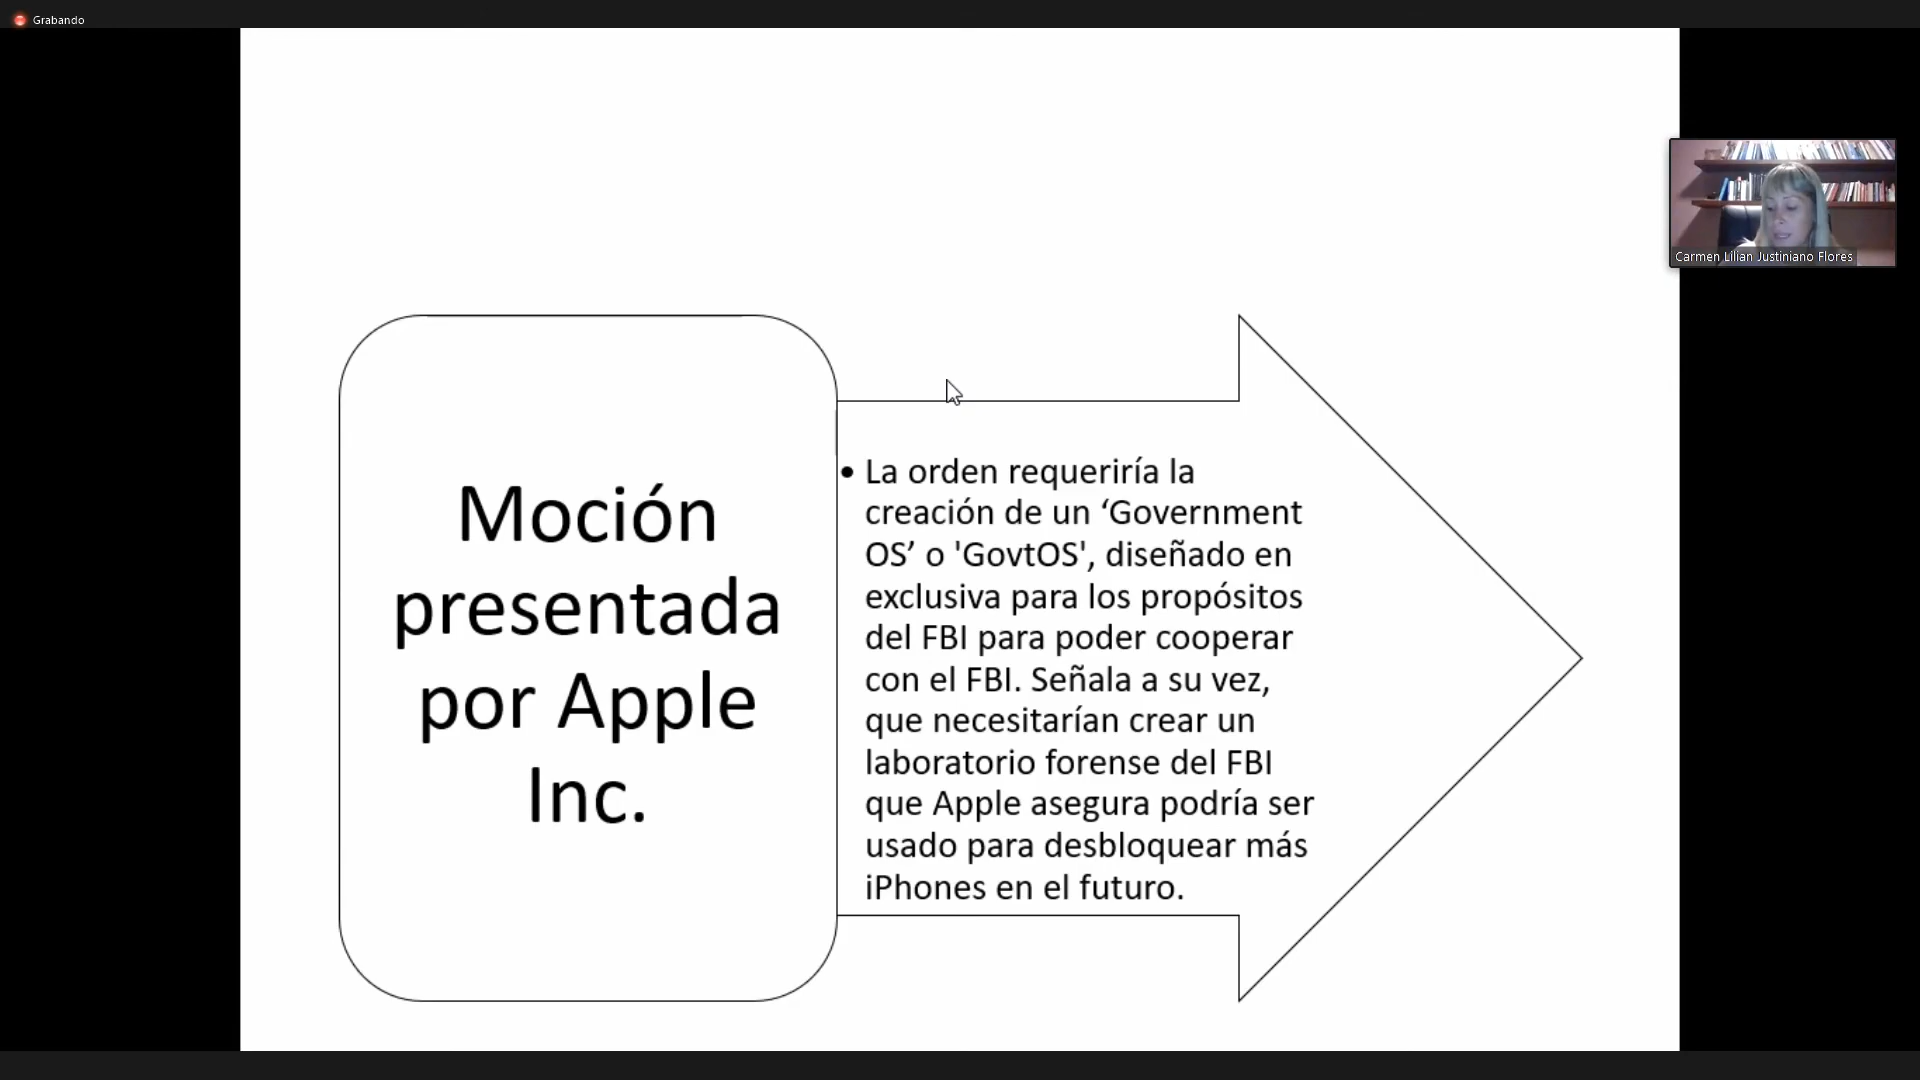 Grabando
Carmen Lilian Justiniano Flores
Moción
presentada
por Apple
Inc.
• La orden requeriría la
creación de un ‘Government
OS’ o 'GovtOS', diseñado en
exclusiva para los propósitos
del FBI para poder cooperar
con el FBI. Señala a su vez,
que necesitarían crear un
laboratorio forense del FBI
que Apple asegura podría ser
usado para desbloquear más
iPhones en el futuro.